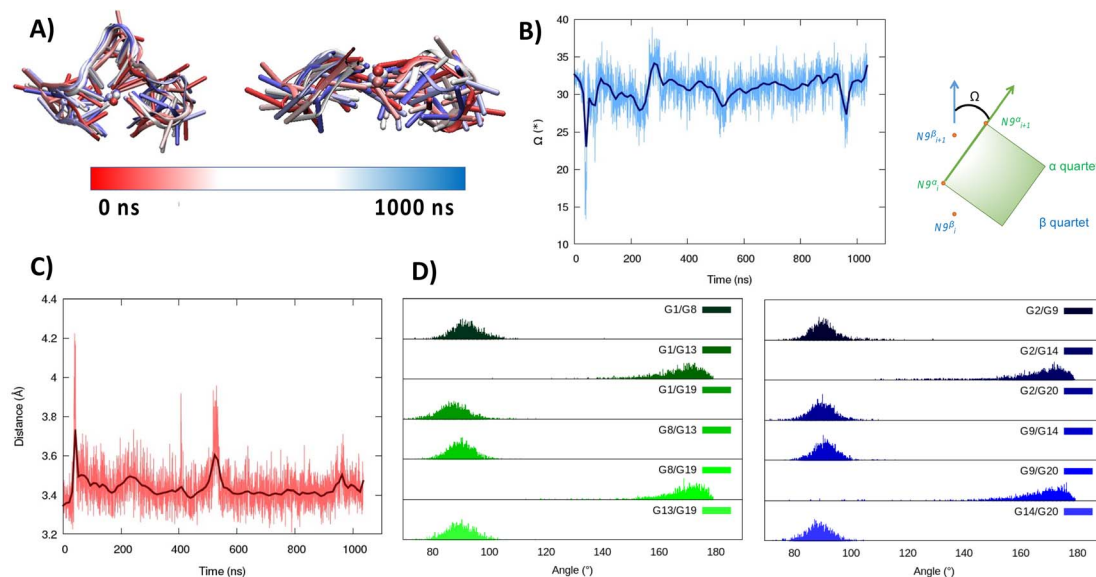 A)
0 ns
1000 ns
B)
40
35
30
25
20
15
10
Ω (*)
0
200
400
600
800
1000
Time (ns)
Ω
N9β i+1
N9α i+1
α quartet
N9α i
β quartet
N9β i
C)
4.4
4.2
4
3.8
3.6
3.4
3.2
Distance (Å)
0
200
400
600
800
1000
Time (ns)
D)
G1/G8
G1/G13
G1/G19
G8/G13
G8/G19
G13/G19
80
100
120
140
160
180
Angle (°)
G2/G9
G2/G14
G2/G20
G9/G14
G9/G20
G14/G20
80
100
120
140
160
180
Angle (°)